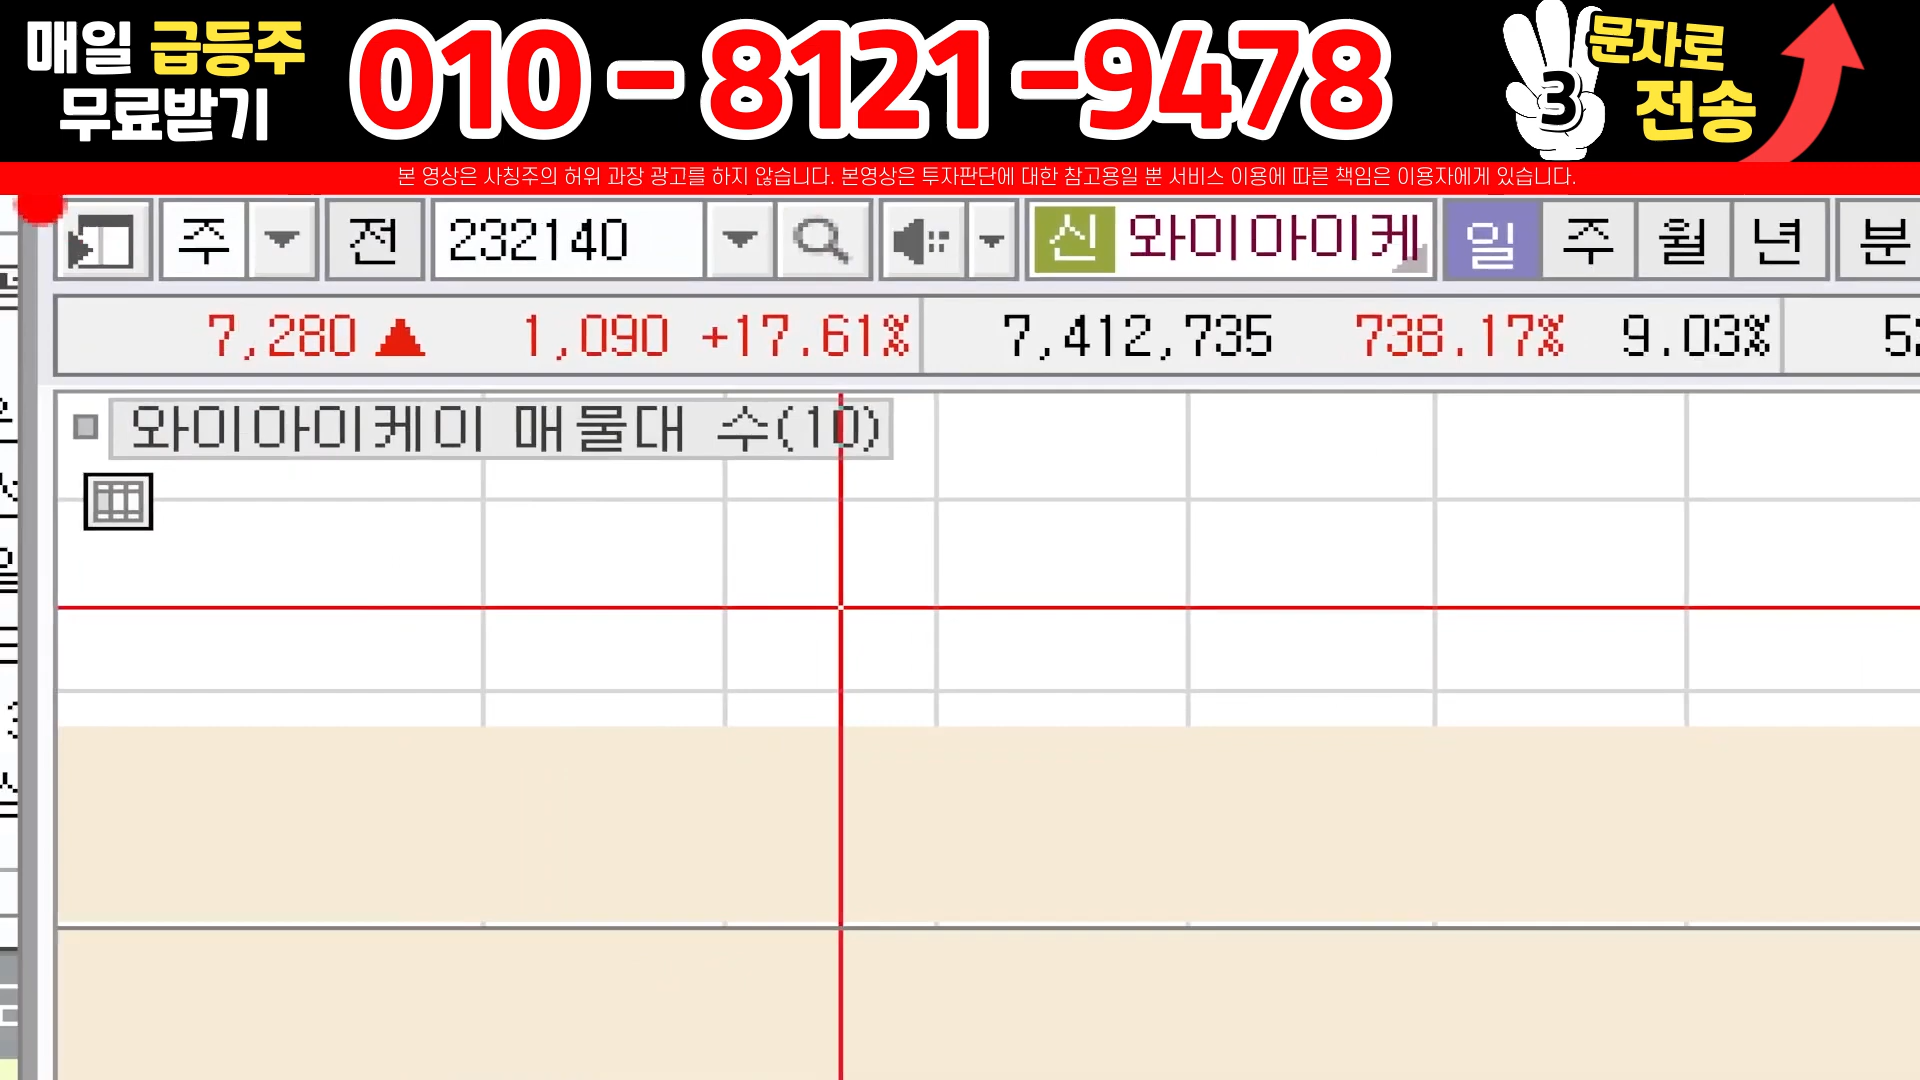 매일 급등주
무료받기
010-8121-9478
3
문자로
전송
본 영상은 사칭주의 허위 과장 광고를 하지 않습니다. 본영상은 투자판단에 대한 참고용일 뿐 서비스 이용에 따른 책임은 이용자에게 있습니다.
주 전 232140 신 와이아이케 일 주 월 년 분
7,280 ▲ 1,090 +17.61% 7,412,735 738.17% 9.03%
와이아이케이 매물대 수(10)